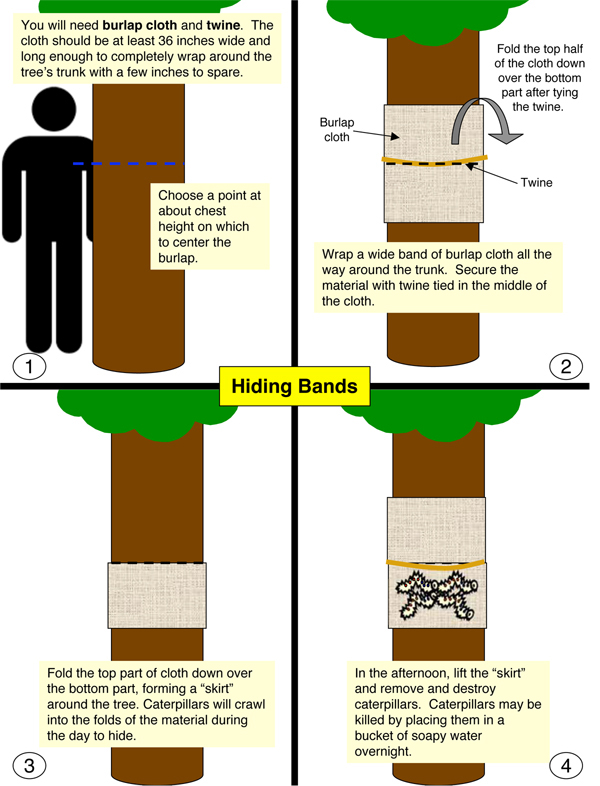 You will need burlap cloth and twine.  The
cloth should be at least 36 inches wide and
long enough to completely wrap around the
tree's trunk with a few inches to spare.
Choose a point at
about chest
height on which
to center the
burlap.
1
Fold the top half
of the cloth down
over the bottom
part after tying
the twine.
Burlap
cloth
Twine
Wrap a wide band of burlap cloth all the
way around the trunk.  Secure the
material with twine tied in the middle of
the cloth.
2
Hiding Bands
Fold the top part of cloth down over
the bottom part, forming a “skirt”
around the tree. Caterpillars will crawl
into the folds of the material during
the day to hide.
3
In the afternoon, lift the “skirt”
and remove and destroy
caterpillars.  Caterpillars may be
killed by placing them in a
bucket of soapy water
overnight.
4